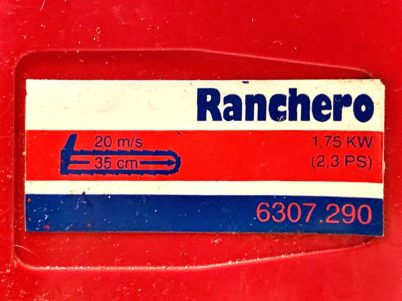 Ranchero
20 m/s
35 cm
1,75 KW
(2,3 PS)
6307.290